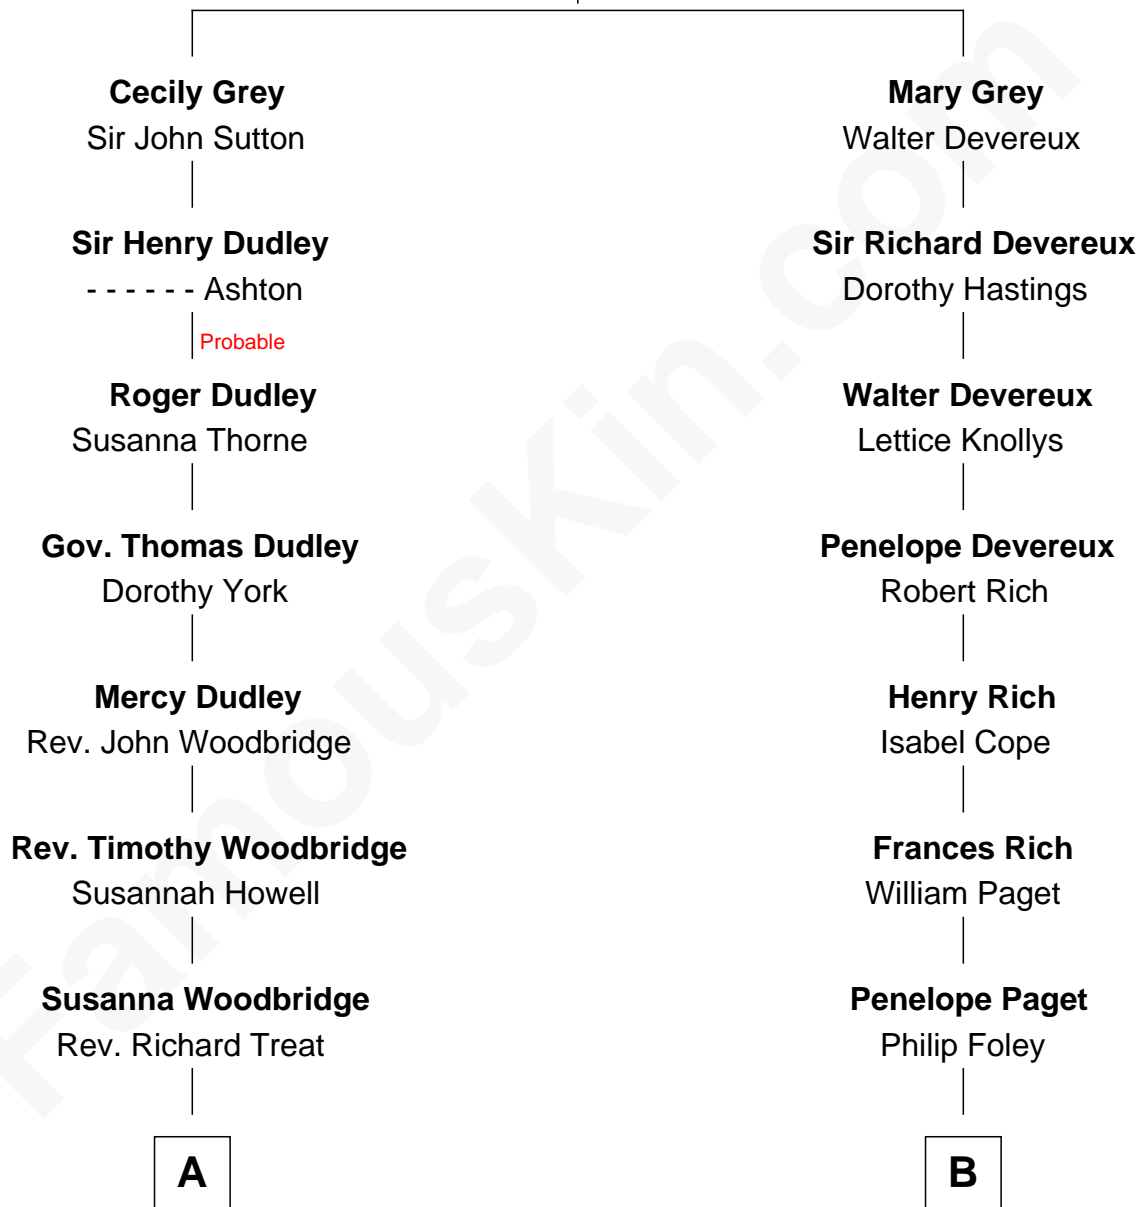 Cecily Grey
Sir John Sutton
Mary Grey
Walter Devereux
Sir Henry Dudley
- - - - - - Ashton
Sir Richard Devereux
Dorothy Hastings
Probable
Roger Dudley
Susanna Thorne
Walter Devereux
Lettice Knollys
Gov. Thomas Dudley
Dorothy York
Penelope Devereux
Robert Rich
Mercy Dudley
Rev. John Woodbridge
Henry Rich
Isabel Cope
Rev. Timothy Woodbridge
Susannah Howell
Frances Rich
William Paget
Susanna Woodbridge
Rev. Richard Treat
Penelope Paget
Philip Foley
A
B
FamousKin.com